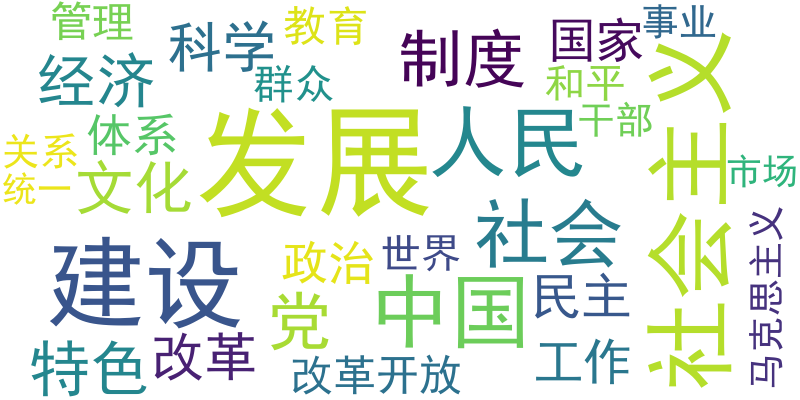 管理
科学
教育
制度
国家
事业
经济
群众
和平
社会主义
体系
发展
人民
干部
关系
统一
文化
市场
建设
政治
世界
社会
马克思主义
党
中国
民主
特色
改革
改革开放
工作